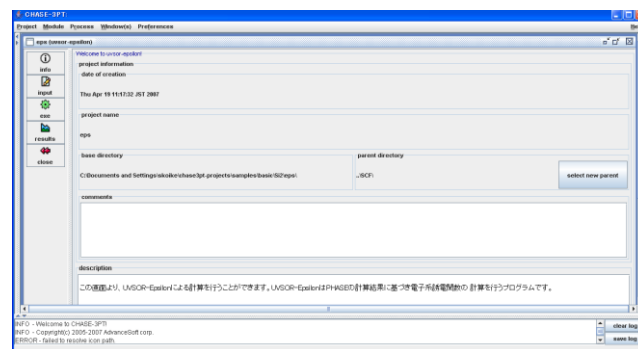 CHASE-3PT:
Project Module Process Window(s) Preferences
eps (uvsor-epsilon)
Welcome to uvsor-epsilon!
info
project information
date of creation
input
Thu Apr 19 11:17:32 JST 2007
exe
project name
results
eps
close
base directory parent directory
C:\Documents and Settings\skoike\chase3pt-projects\samples\basic\Si2\eps\ ..\SCF\ select new parent
comments
description
この画面より、UVSOR-Epsilonによる計算を行うことができます。UVSOR-EpsilonはPHASEの計算結果に基づき電子系誘電関数の 計算を行うプログラムです。
INFO - Welcome to CHASE-3PT!
INFO - Copyright(c) 2005-2007 AdvanceSoft corp.
ERROR - failed to resolve icon path.
clear log
save log